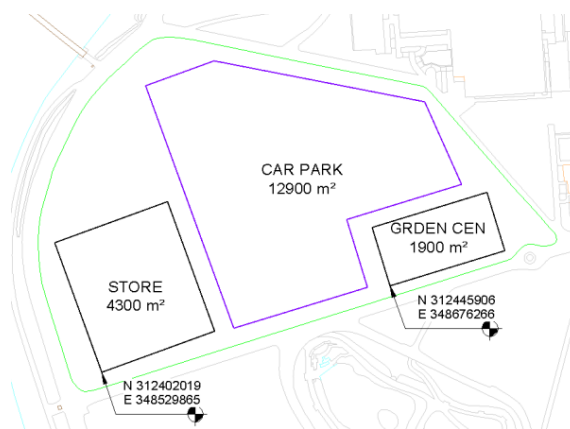 CAR PARK
12900 m²
GRDEN CEN
1900 m²
STORE
4300 m²
N 312445906
E 348676266
N 312402019
E 348529865